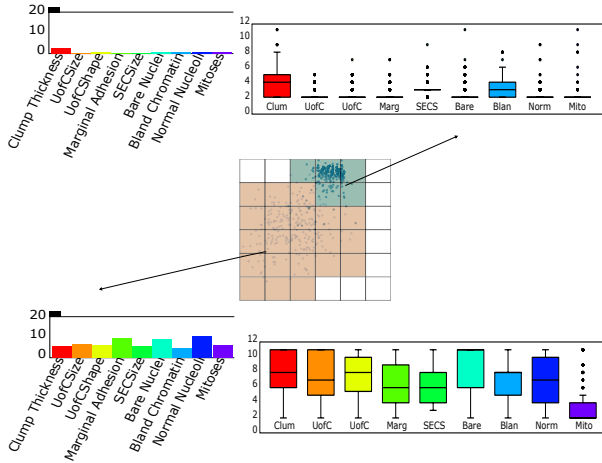 20
10
0
Clump Thickness
UofCSize
UofCShape
Marginal Adhesion
SECSize
Bare Nuclei
Bland Chromatin
Normal Nucleoli
Mitoses
12
10
8
6
4
2
0
Clum UofC UofC Marg SECS Bare Blan Norm Mito
20
10
0
Clump Thickness
UofCSize
UofCShape
Marginal Adhesion
SECSize
Bare Nuclei
Bland Chromatin
Normal Nucleoli
Mitoses
12
10
8
6
4
2
0
Clum UofC UofC Marg SECS Bare Blan Norm Mito